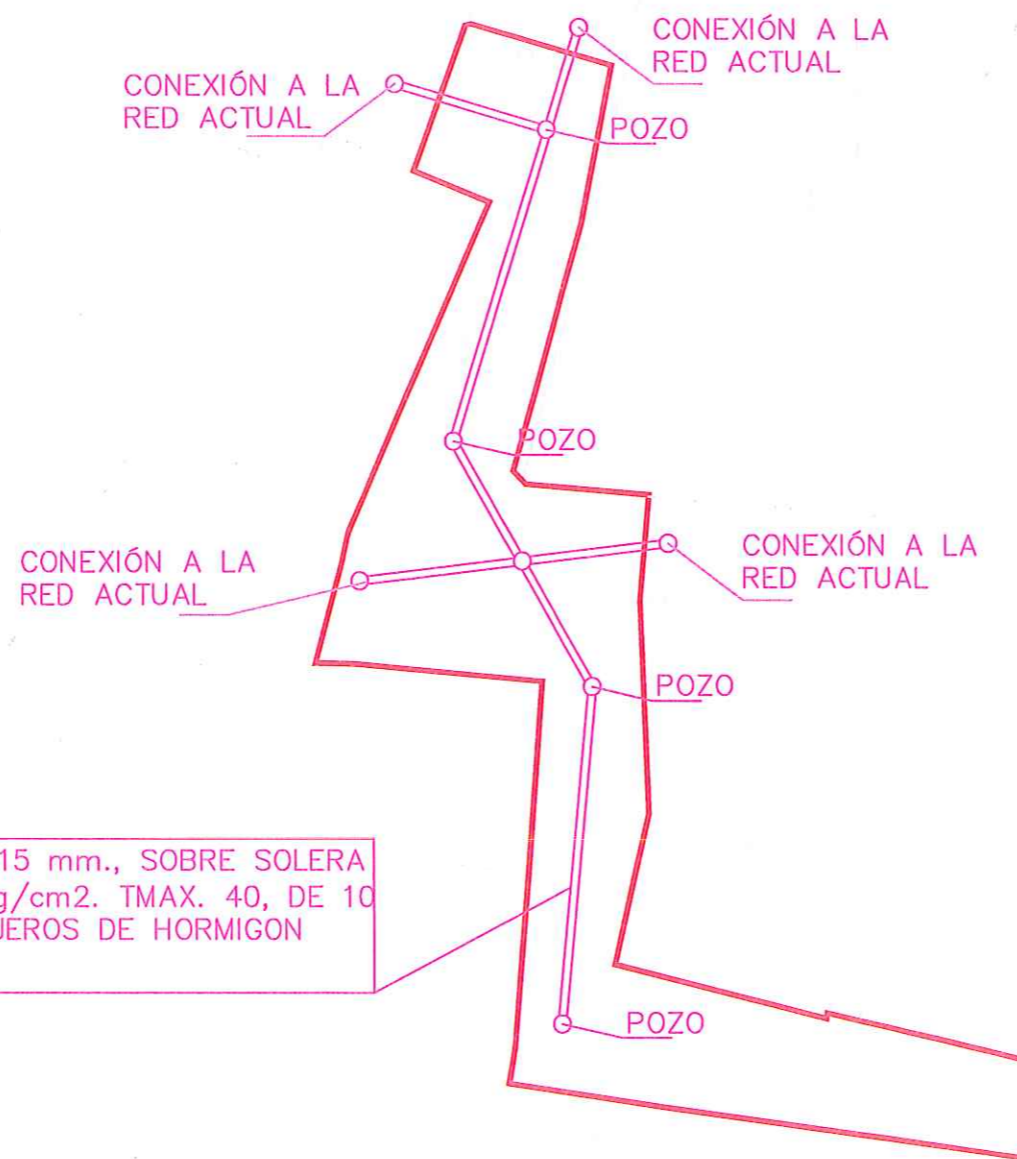 CONEXIÓN A LA
RED ACTUAL
CONEXIÓN A LA
RED ACTUAL
POZO
POZO
CONEXIÓN A LA
RED ACTUAL
CONEXIÓN A LA
RED ACTUAL
POZO
15 mm., SOBRE SOLERA
g/cm2. TMAX. 40, DE 10
JEROS DE HORMIGON
POZO